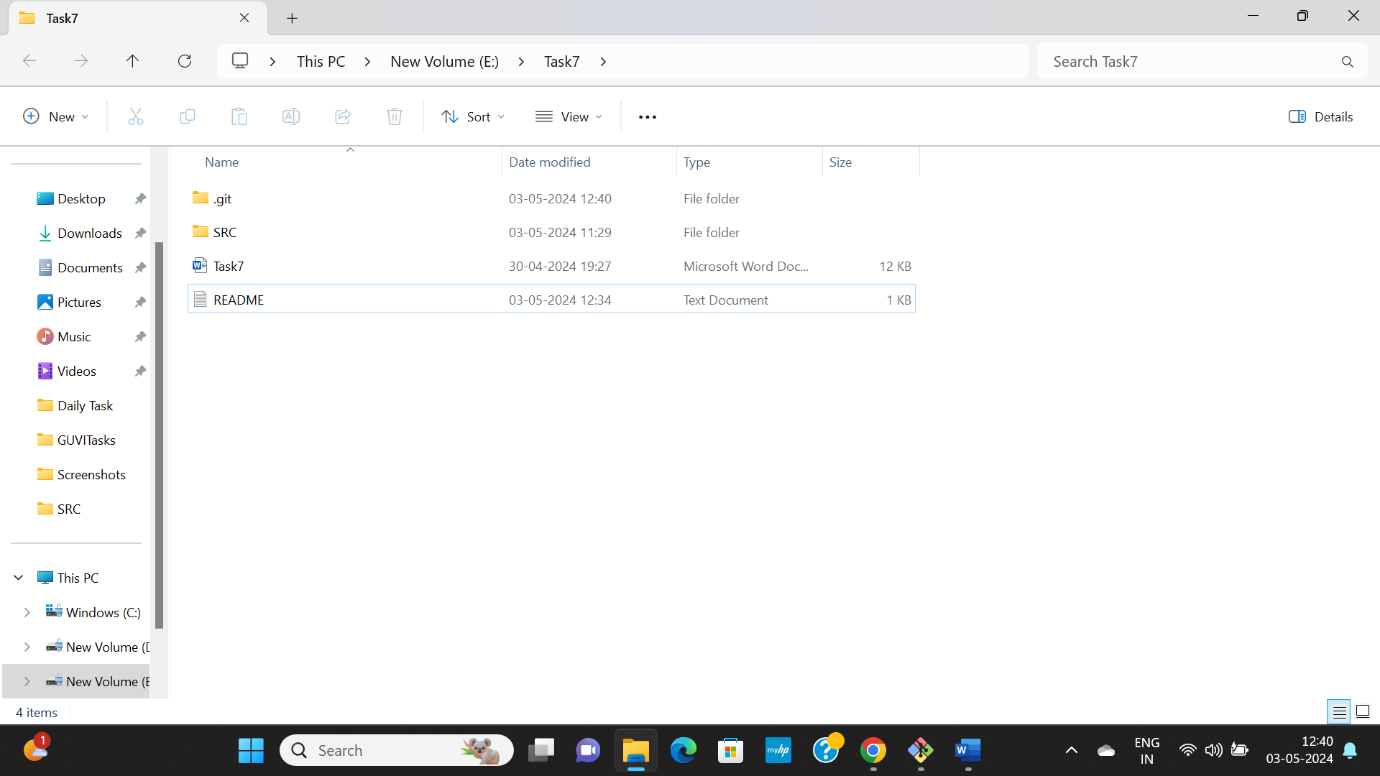 Task7
This PC New Volume (E:) Task7
Search Task7
New Sort View Details
Name Date modified Type Size
.git 03-05-2024 12:40 File folder
SRC 03-05-2024 11:29 File folder
Task7 30-04-2024 19:27 Microsoft Word Doc... 12 KB
README 03-05-2024 12:34 Text Document 1 KB
Desktop
Downloads
Documents
Pictures
Music
Videos
Daily Task
GUVITasks
Screenshots
SRC
This PC
Windows (C:)
New Volume (D
New Volume (E
4 items
1
Search
myhp
ENG
IN
12:40
03-05-2024